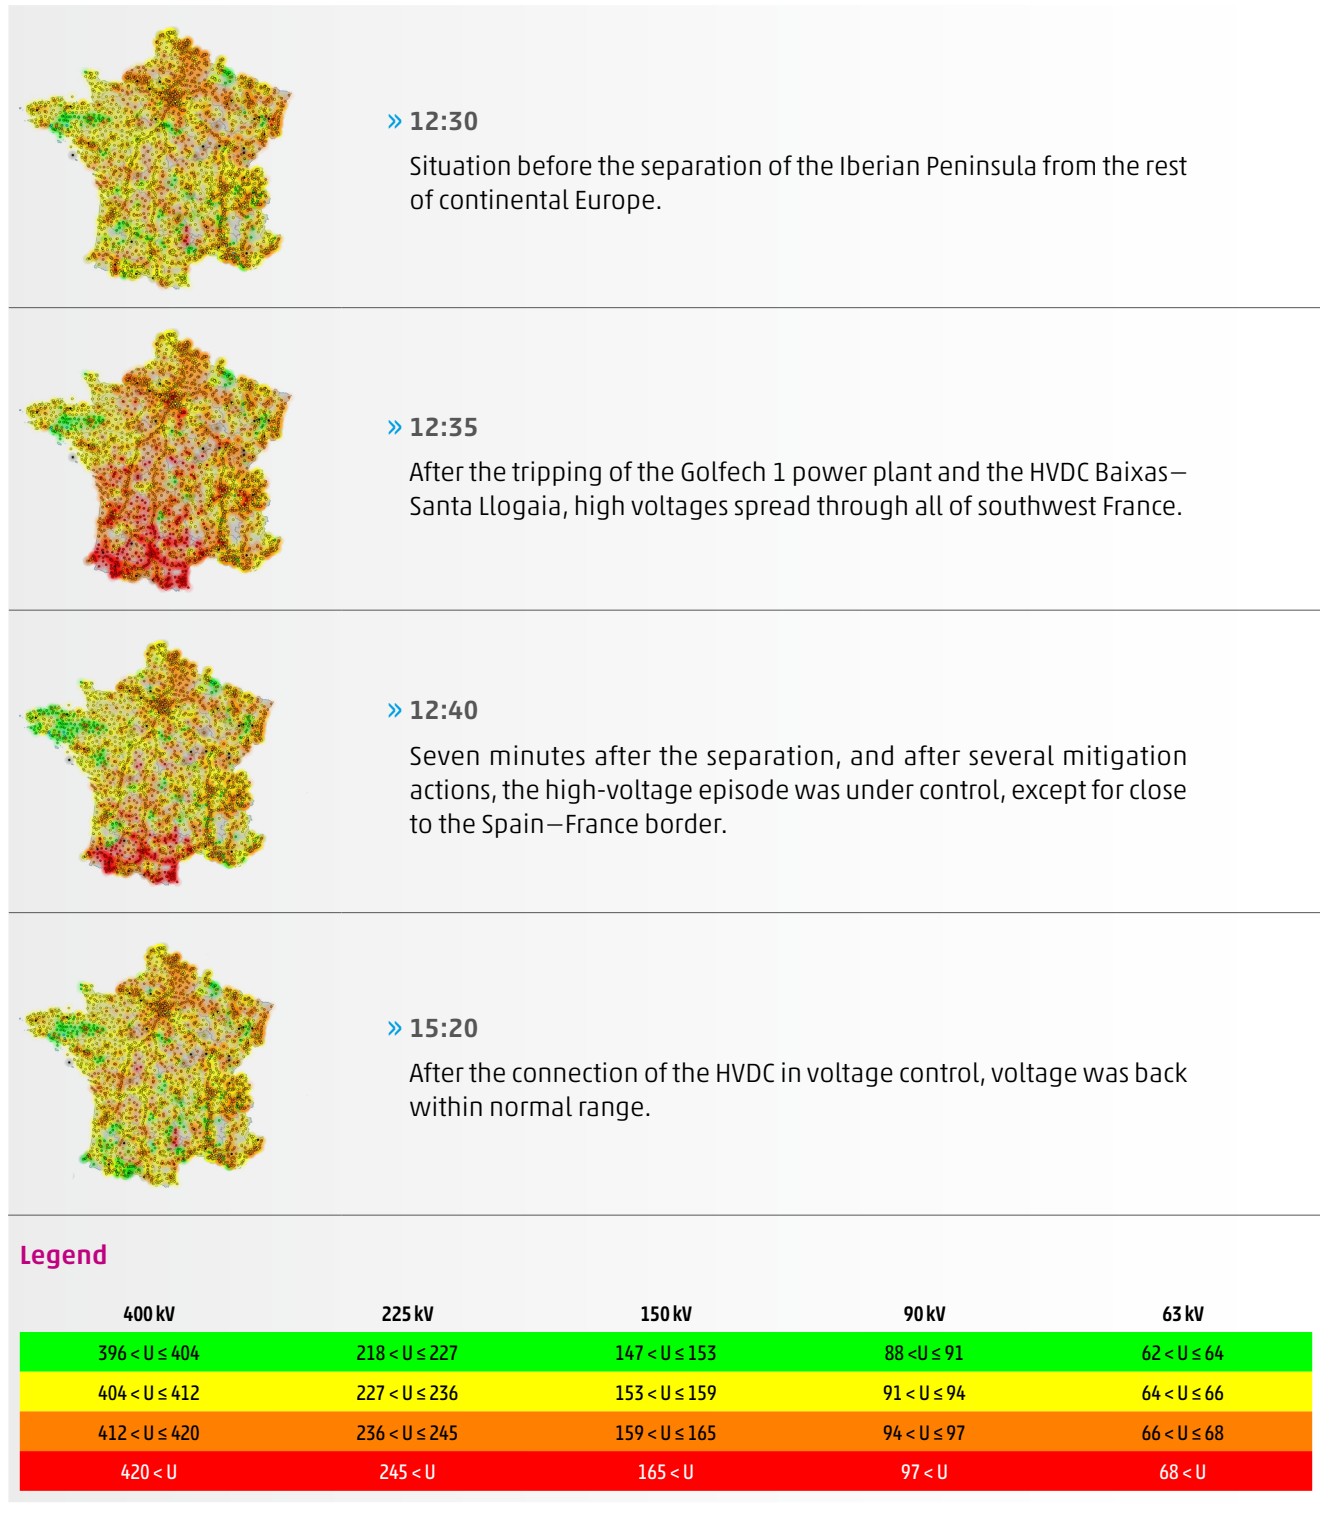 » 12:30
Situation before the separation of the Iberian Peninsula from the rest
of continental Europe.
» 12:35
After the tripping of the Golfech 1 power plant and the HVDC Baixas—
Santa Llogaia, high voltages spread through all of southwest France.
» 12:40
Seven minutes after the separation, and after several mitigation
actions, the high-voltage episode was under control, except for close
to the Spain—France border.
» 15:20
After the connection of the HVDC in voltage control, voltage was back
within normal range.
Legend
400 kV 225 kV 150 kV 90 kV 63 kV
396 < U ≤ 404 218 < U ≤ 227 147 < U ≤ 153 88 <U ≤ 91 62 < U ≤ 64
404 < U ≤ 412 227 < U ≤ 236 153 < U ≤ 159 91 < U ≤ 94 64 < U ≤ 66
412 < U ≤ 420 236 < U ≤ 245 159 < U ≤ 165 94 < U ≤ 97 66 < U ≤ 68
420 < U 245 < U 165 < U 97 < U 68 < U